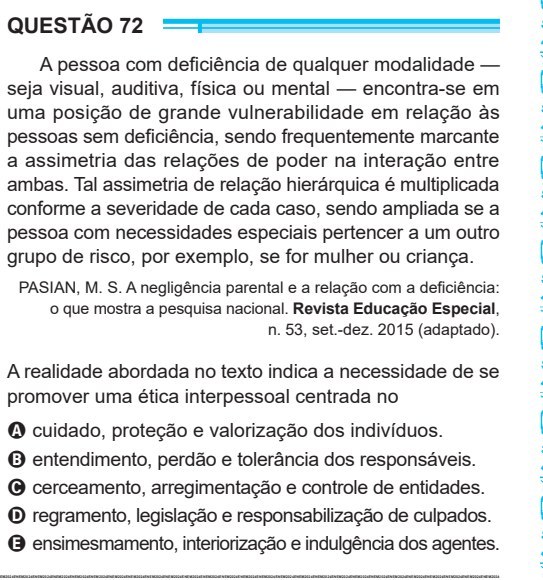 QUESTÃO 72
A pessoa com deficiência de qualquer modalidade —
seja visual, auditiva, física ou mental — encontra-se em
uma posição de grande vulnerabilidade em relação às
pessoas sem deficiência, sendo frequentemente marcante
a assimetria das relações de poder na interação entre
ambas. Tal assimetria de relação hierárquica é multiplicada
conforme a severidade de cada caso, sendo ampliada se a
pessoa com necessidades especiais pertencer a um outro
grupo de risco, por exemplo, se for mulher ou criança.
PASIAN, M. S. A negligência parental e a relação com a deficiência:
o que mostra a pesquisa nacional. Revista Educação Especial,
n. 53, set.-dez. 2015 (adaptado).
A realidade abordada no texto indica a necessidade de se
promover uma ética interpessoal centrada no
A cuidado, proteção e valorização dos indivíduos.
B entendimento, perdão e tolerância dos responsáveis.
C cerceamento, arregimentação e controle de entidades.
D regramento, legislação e responsabilização de culpados.
E ensimesmamento, interiorização e indulgência dos agentes.